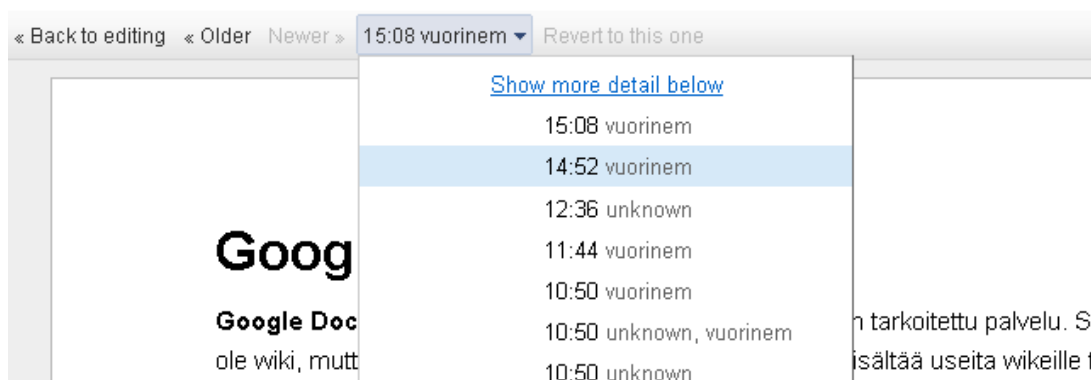 « Back to editing « Older Newer » 15:08 vuorinem Revert to this one
Show more detail below
15:08 vuorinem
14:52 vuorinem
12:36 unknown
11:44 vuorinem
10:50 vuorinem
10:50 unknown, vuorinem
10:50 unknown
Goog
Google Doc n tarkoitettu palvelu. S
ole wiki, mutt isältää useita wikeille